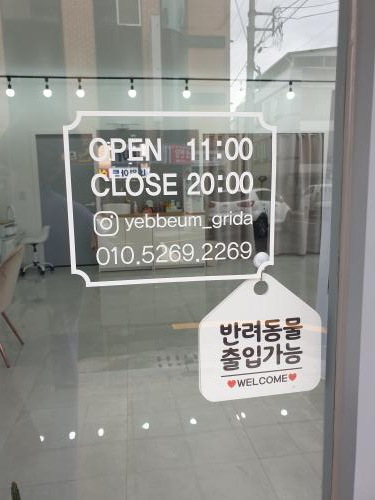 OPEN 11:00
CLOSE 20:00
yebbeum_grida
010.5269.2269
반려동물
출입가능
WELCOME